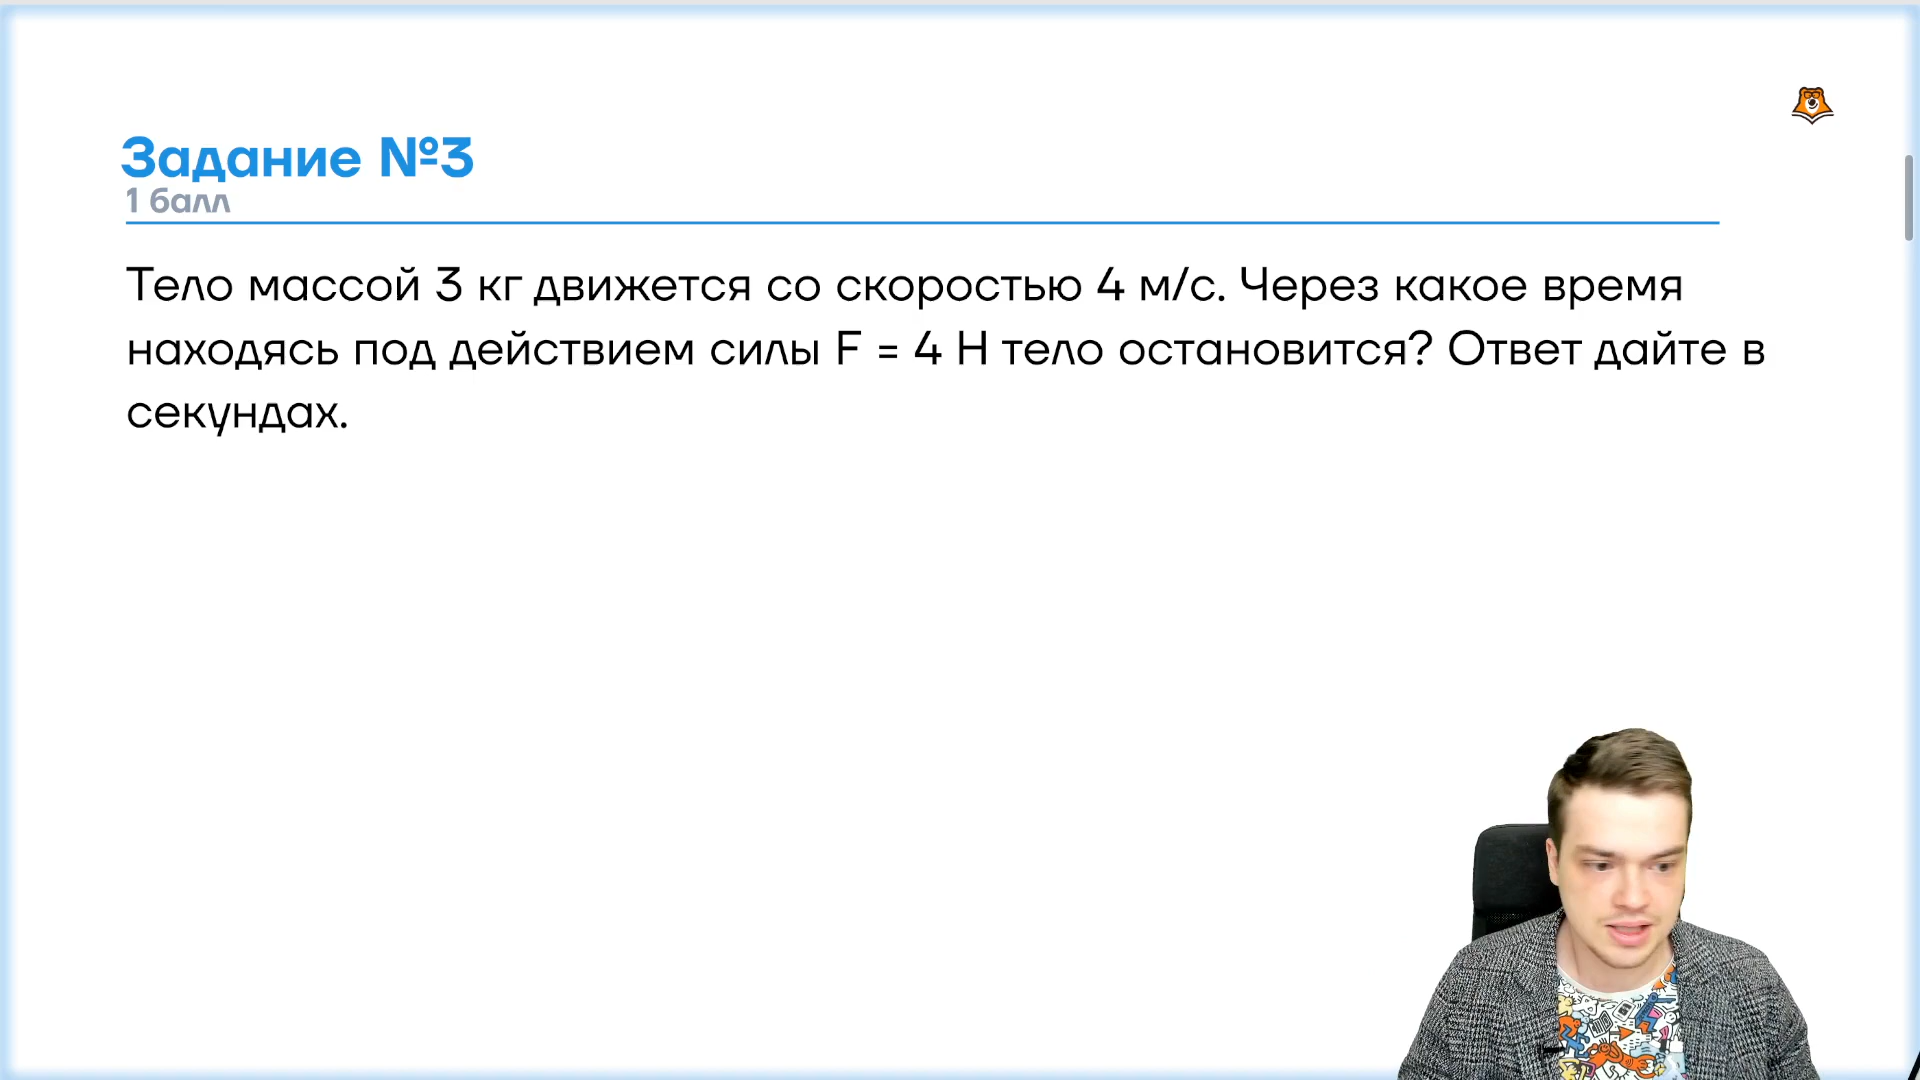 Задание №3
1 балл
Тело массой 3 кг движется со скоростью 4 м/с. Через какое время
находясь под действием силы F = 4 Н тело остановится? Ответ дайте в
секундах.